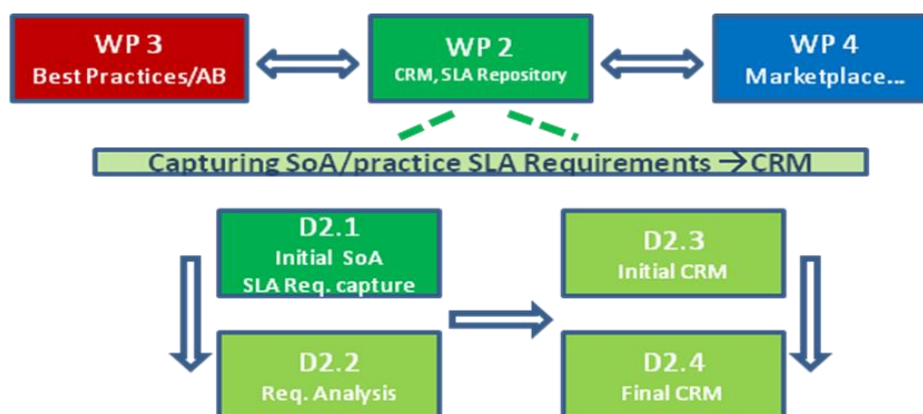 WP 3
Best Practices/AB
WP 2
CRM, SLA Repository
WP 4
Marketplace...
Capturing SoA/practice SLA Requirements →CRM
D2.1
Initial SoA
SLA Req. capture
D2.3
Initial CRM
D2.2
Req. Analysis
D2.4
Final CRM